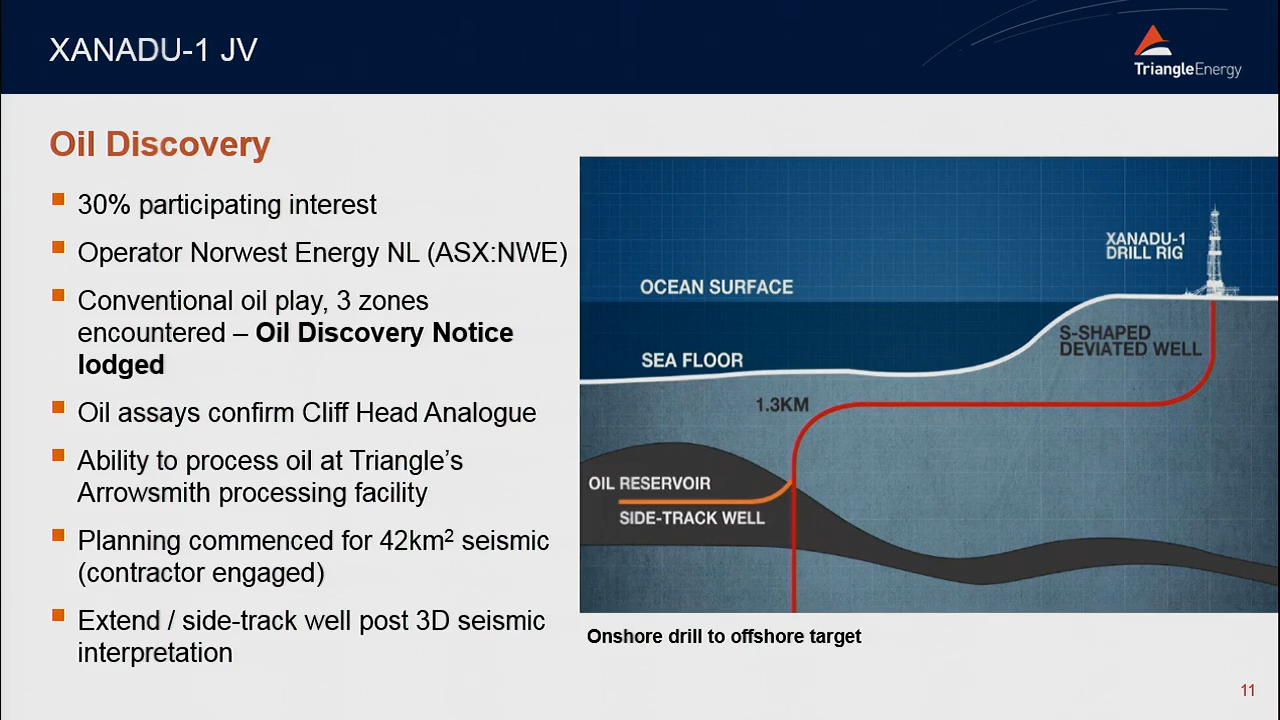 XANADU-1 JV
TriangleEnergy
Oil Discovery
30% participating interest
Operator Norwest Energy NL (ASX:NWE)
Conventional oil play, 3 zones
encountered – Oil Discovery Notice
lodged
Oil assays confirm Cliff Head Analogue
Ability to process oil at Triangle’s
Arrowsmith processing facility
Planning commenced for 42km² seismic
(contractor engaged)
Extend / side-track well post 3D seismic
interpretation
XANADU-1
DRILL RIG
OCEAN SURFACE
S-SHAPED
DEVIATED WELL
SEA FLOOR
1.3KM
OIL RESERVOIR
SIDE-TRACK WELL
Onshore drill to offshore target
11